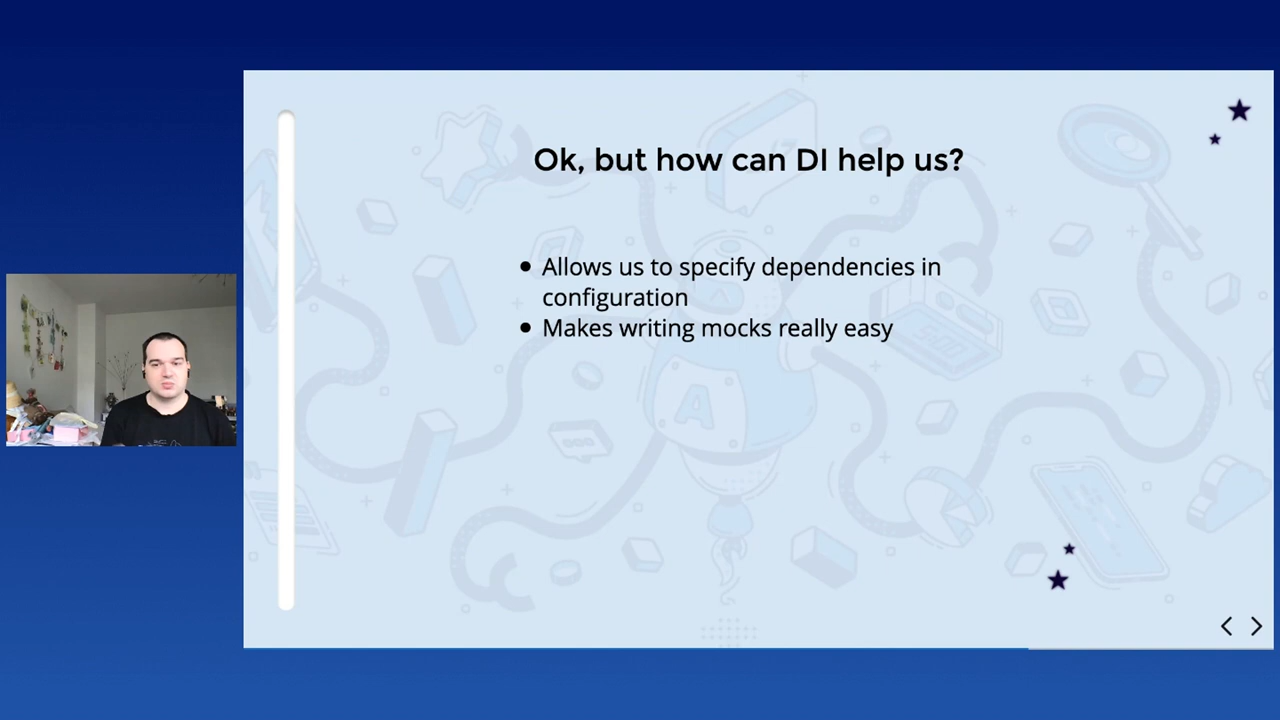 Ok, but how can DI help us?
Allows us to specify dependencies in
configuration
Makes writing mocks really easy
A